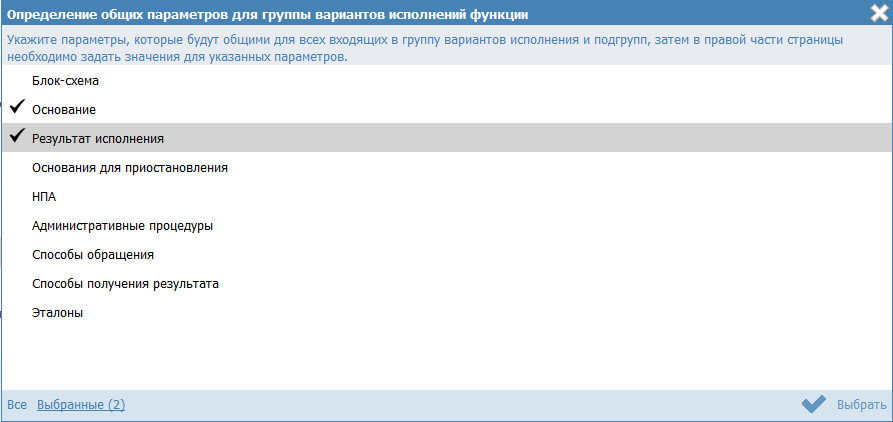 Определение общих параметров для группы вариантов исполнений функции
Укажите параметры, которые будут общими для всех входящих в группу вариантов исполнения и подгрупп, затем в правой части страницы
необходимо задать значения для указанных параметров.
Блок-схема
Основание
Результат исполнения
Основания для приостановления
НПА
Административные процедуры
Способы обращения
Способы получения результата
Эталоны
Все Выбранные (2) Выбрать